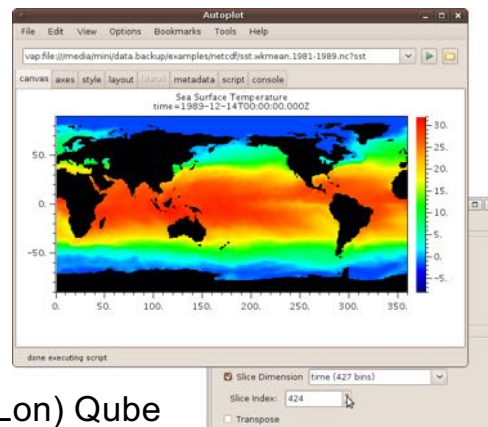 Autoplot
File Edit View Options Bookmarks Tools Help
vap:file:///media/mini/data.backup/examples/netcdf/sst.wkmean.1981-1989.nc?sst
canvas axes style layout metadata script console
Sea Surface Temperature
time=1989-12-14T00:00:00.000Z
30.
25.
20.
15.
10.
5.
0.
-5.
50.
0.
-50.
0. 50. 100. 150. 200. 250. 300. 350.
done executing script
Slice Dimension time (427 bins)
Slice Index: 424
Transpose
Lon) Qube